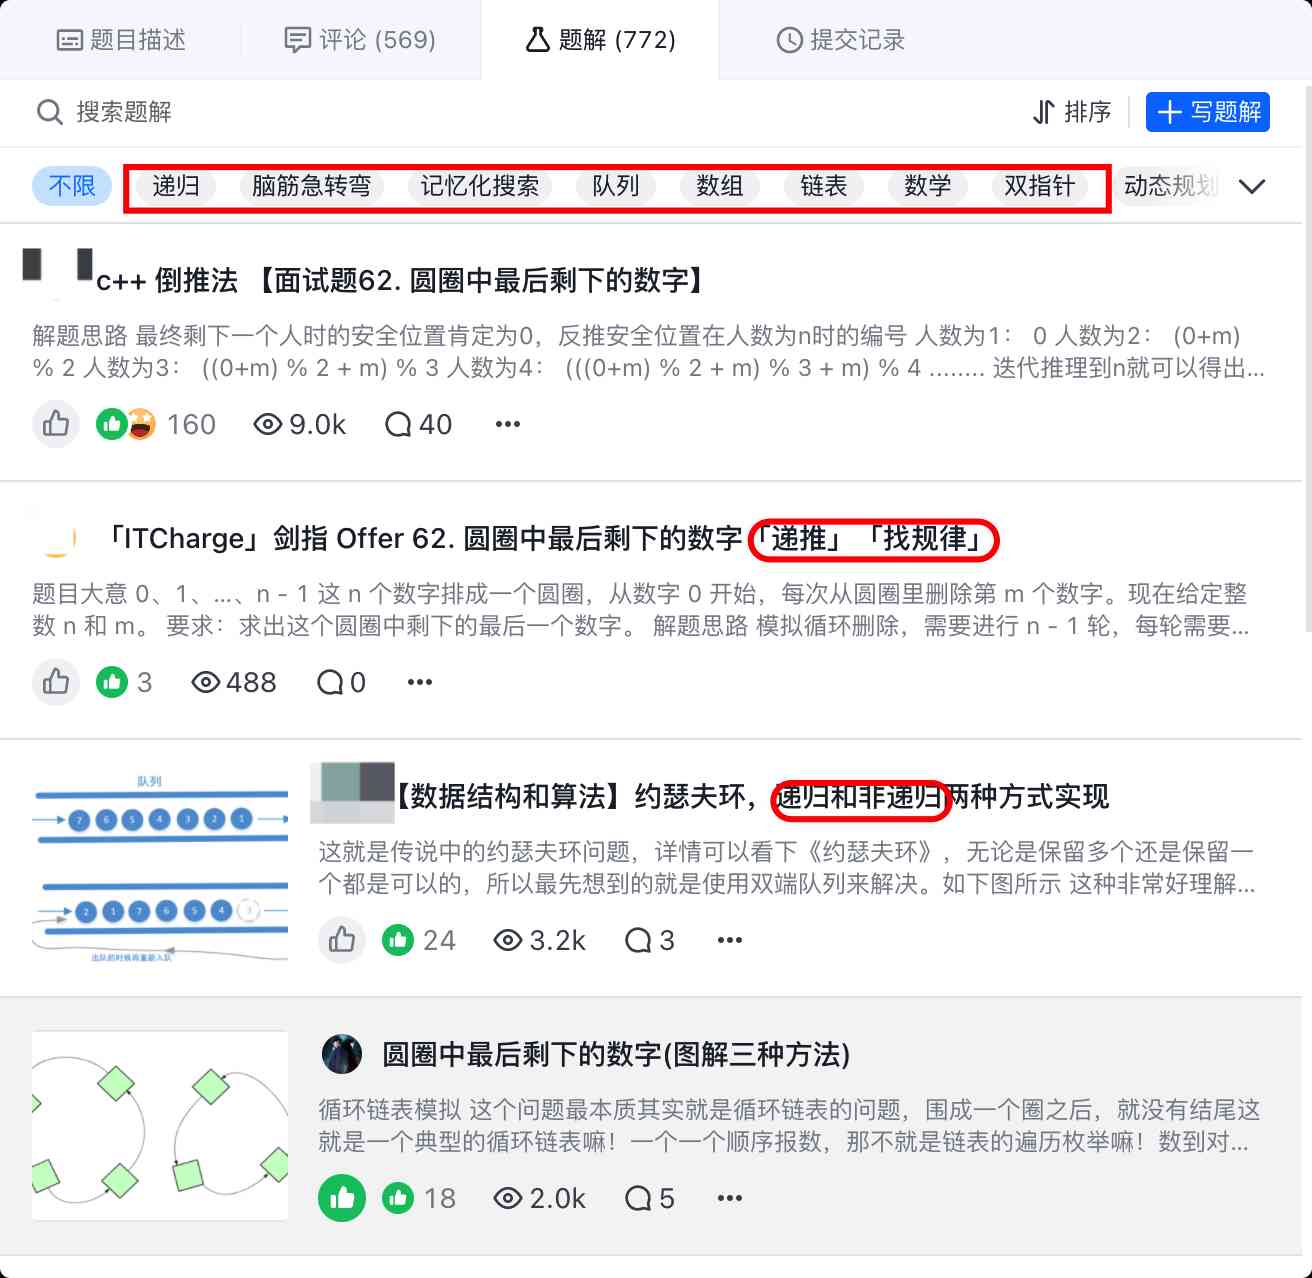 题目描述
评论 (569)
题解 (772)
提交记录
搜索题解
排序
写题解
不限
递归
脑筋急转弯
记忆化搜索
队列
数组
链表
数学
双指针
动态规划
c++ 倒推法 【面试题62. 圆圈中最后剩下的数字】
解题思路 最终剩下一个人时的安全位置肯定为0，反推安全位置在人数为n时的编号 人数为1： 0 人数为2： (0+m)
% 2 人数为3： ((0+m) % 2 + m) % 3 人数为4： (((0+m) % 2 + m) % 3 + m) % 4 ........ 迭代推理到n就可以得出...
160
9.0k
40
「ITCharge」剑指 Offer 62. 圆圈中最后剩下的数字「递推」「找规律」
题目大意 0、1、…、n - 1 这 n 个数字排成一个圆圈，从数字 0 开始，每次从圆圈里删除第 m 个数字。现在给定整
数 n 和 m。 要求：求出这个圆圈中剩下的最后一个数字。 解题思路 模拟循环删除，需要进行 n - 1 轮，每轮需要...
3
488
0
队列
7 6 5 4 3 2 1
2 1 7 6 5 4 3
出队的时候再重新入队
【数据结构和算法】约瑟夫环，递归和非递归两种方式实现
这就是传说中的约瑟夫环问题，详情可以看下《约瑟夫环》，无论是保留多个还是保留一
个都是可以的，所以最先想到的就是使用双端队列来解决。如下图所示 这种非常好理解...
24
3.2k
3
圆圈中最后剩下的数字(图解三种方法)
循环链表模拟 这个问题最本质其实就是循环链表的问题，围成一个圈之后，就没有结尾这
就是一个典型的循环链表嘛！一个一个顺序报数，那不就是链表的遍历枚举嘛！数到对...
18
2.0k
5